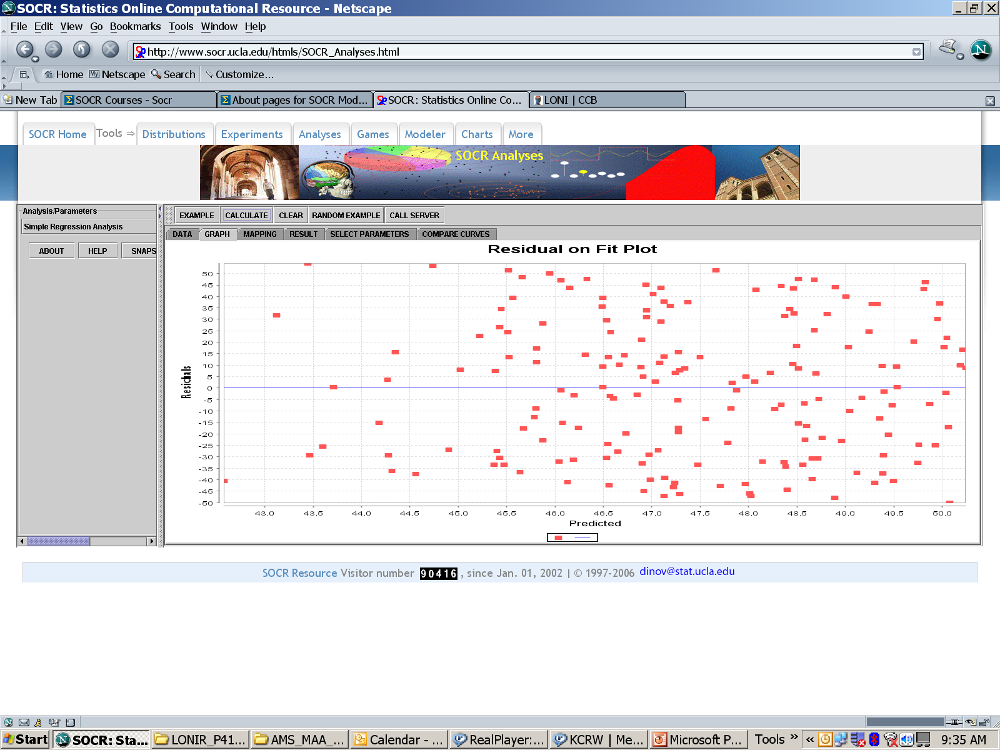 SOCR: Statistics Online Computational Resource - Netscape
File Edit View Go Bookmarks Tools Window Help
http://www.socr.ucla.edu/htmls/SOCR_Analyses.html
Home My Netscape Search Customize...
New Tab SOCR Courses - Socr About pages for SOCR Mod... SOCR: Statistics Online Co... LONI | CCB
SOCR Home Tools ⇒ Distributions Experiments Analyses Games Modeler Charts More
SOCR Analyses
Analysis/Parameters
Simple Regression Analysis
ABOUT HELP SNAPS
EXAMPLE CALCULATE CLEAR RANDOM EXAMPLE CALL SERVER
DATA GRAPH MAPPING RESULT SELECT PARAMETERS COMPARE CURVES
Residual on Fit Plot
Residuals
50
45
40
35
30
25
20
15
10
5
0
-5
-10
-15
-20
-25
-30
-35
-40
-45
-50
43.0 43.5 44.0 44.5 45.0 45.5 46.0 46.5 47.0 47.5 48.0 48.5 49.0 49.5 50.0
Predicted
SOCR Resource Visitor number 90416 , since Jan. 01, 2002 | © 1997-2006 dinov@stat.ucla.edu
Start SOCR: Sta... LONIR_P41... AMS_MAA_... Calendar - ... RealPlayer:... KCRW | Me... Microsoft P... Tools » « 9:35 AM